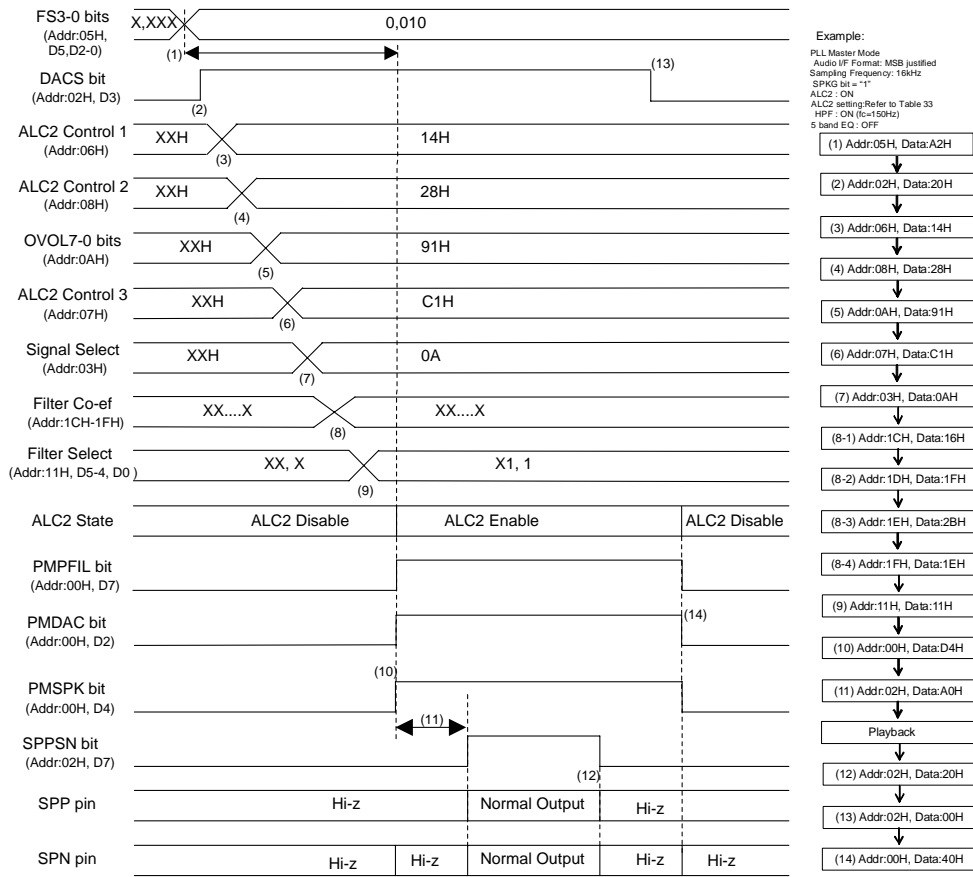 FS3-0 bits
(Addr:05H,
D5,D2-0)
X,XXX
0,010
(1)
DACS bit
(Addr:02H, D3)
(2)
(13)
ALC2 Control 1
(Addr:06H)
XXH
14H
(3)
ALC2 Control 2
(Addr:08H)
XXH
28H
(4)
OVOL7-0 bits
(Addr:0AH)
XXH
91H
(5)
ALC2 Control 3
(Addr:07H)
XXH
C1H
(6)
Signal Select
(Addr:03H)
XXH
0A
(7)
Filter Co-ef
(Addr:1CH-1FH)
XX....X
XX....X
(8)
Filter Select
(Addr:11H, D5-4, D0 )
XX, X
X1, 1
(9)
ALC2 State
ALC2 Disable
ALC2 Enable
ALC2 Disable
PMPFIL bit
(Addr:00H, D7)
PMDAC bit
(Addr:00H, D2)
(14)
(10)
PMSPK bit
(Addr:00H, D4)
(11)
SPPSN bit
(Addr:02H, D7)
(12)
SPP pin
Hi-z
Normal Output
Hi-z
SPN pin
Hi-z
Hi-z
Normal Output
Hi-z
Hi-z
Example:
PLL Master Mode
Audio I/F Format: MSB justified
Sampling Frequency: 16kHz
SPKG bit = “1”
ALC2 : ON
ALC2 setting:Refer to Table 33
HPF : ON (fc=150Hz)
5 band EQ : OFF
(1) Addr:05H, Data:A2H
(2) Addr:02H, Data:20H
(3) Addr:06H, Data:14H
(4) Addr:08H, Data:28H
(5) Addr:0AH, Data:91H
(6) Addr:07H, Data:C1H
(7) Addr:03H, Data:0AH
(8-1) Addr:1CH, Data:16H
(8-2) Addr:1DH, Data:1FH
(8-3) Addr:1EH, Data:2BH
(8-4) Addr:1FH, Data:1EH
(9) Addr:11H, Data:11H
(10) Addr:00H, Data:D4H
(11) Addr:02H, Data:A0H
Playback
(12) Addr:02H, Data:20H
(13) Addr:02H, Data:00H
(14) Addr:00H, Data:40H